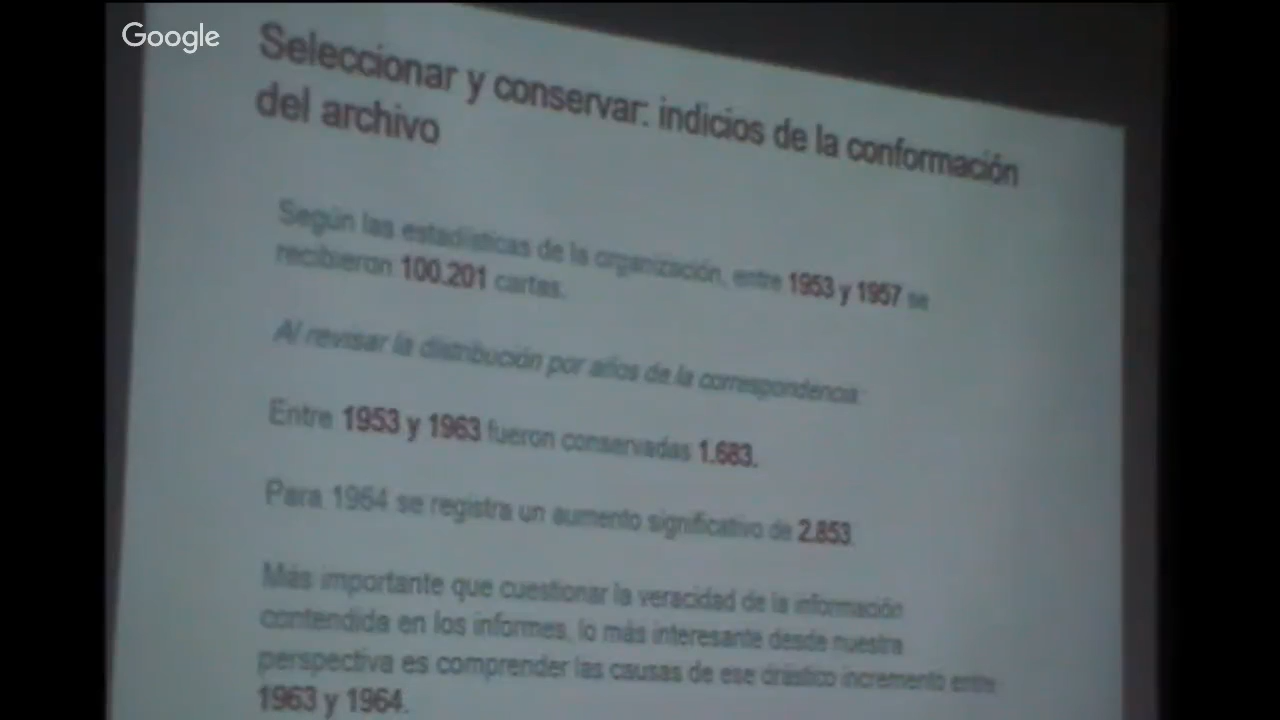 Google
Seleccionar y conservar: indicios de la conformación
del archivo
Según las estadísticas de la organización, entre 1953 y 1957 se
recibieron 100.201 cartas.
Al revisar la distribución por años de la correspondencia:
Entre 1953 y 1963 fueron conservadas 1.683.
Para 1964 se registra un aumento significativo de 2.853.
Más importante que cuestionar la veracidad de la información
contendida en los informes, lo más interesante desde nuestra
perspectiva es comprender las causas de ese drástico incremento entre
1963 y 1964.